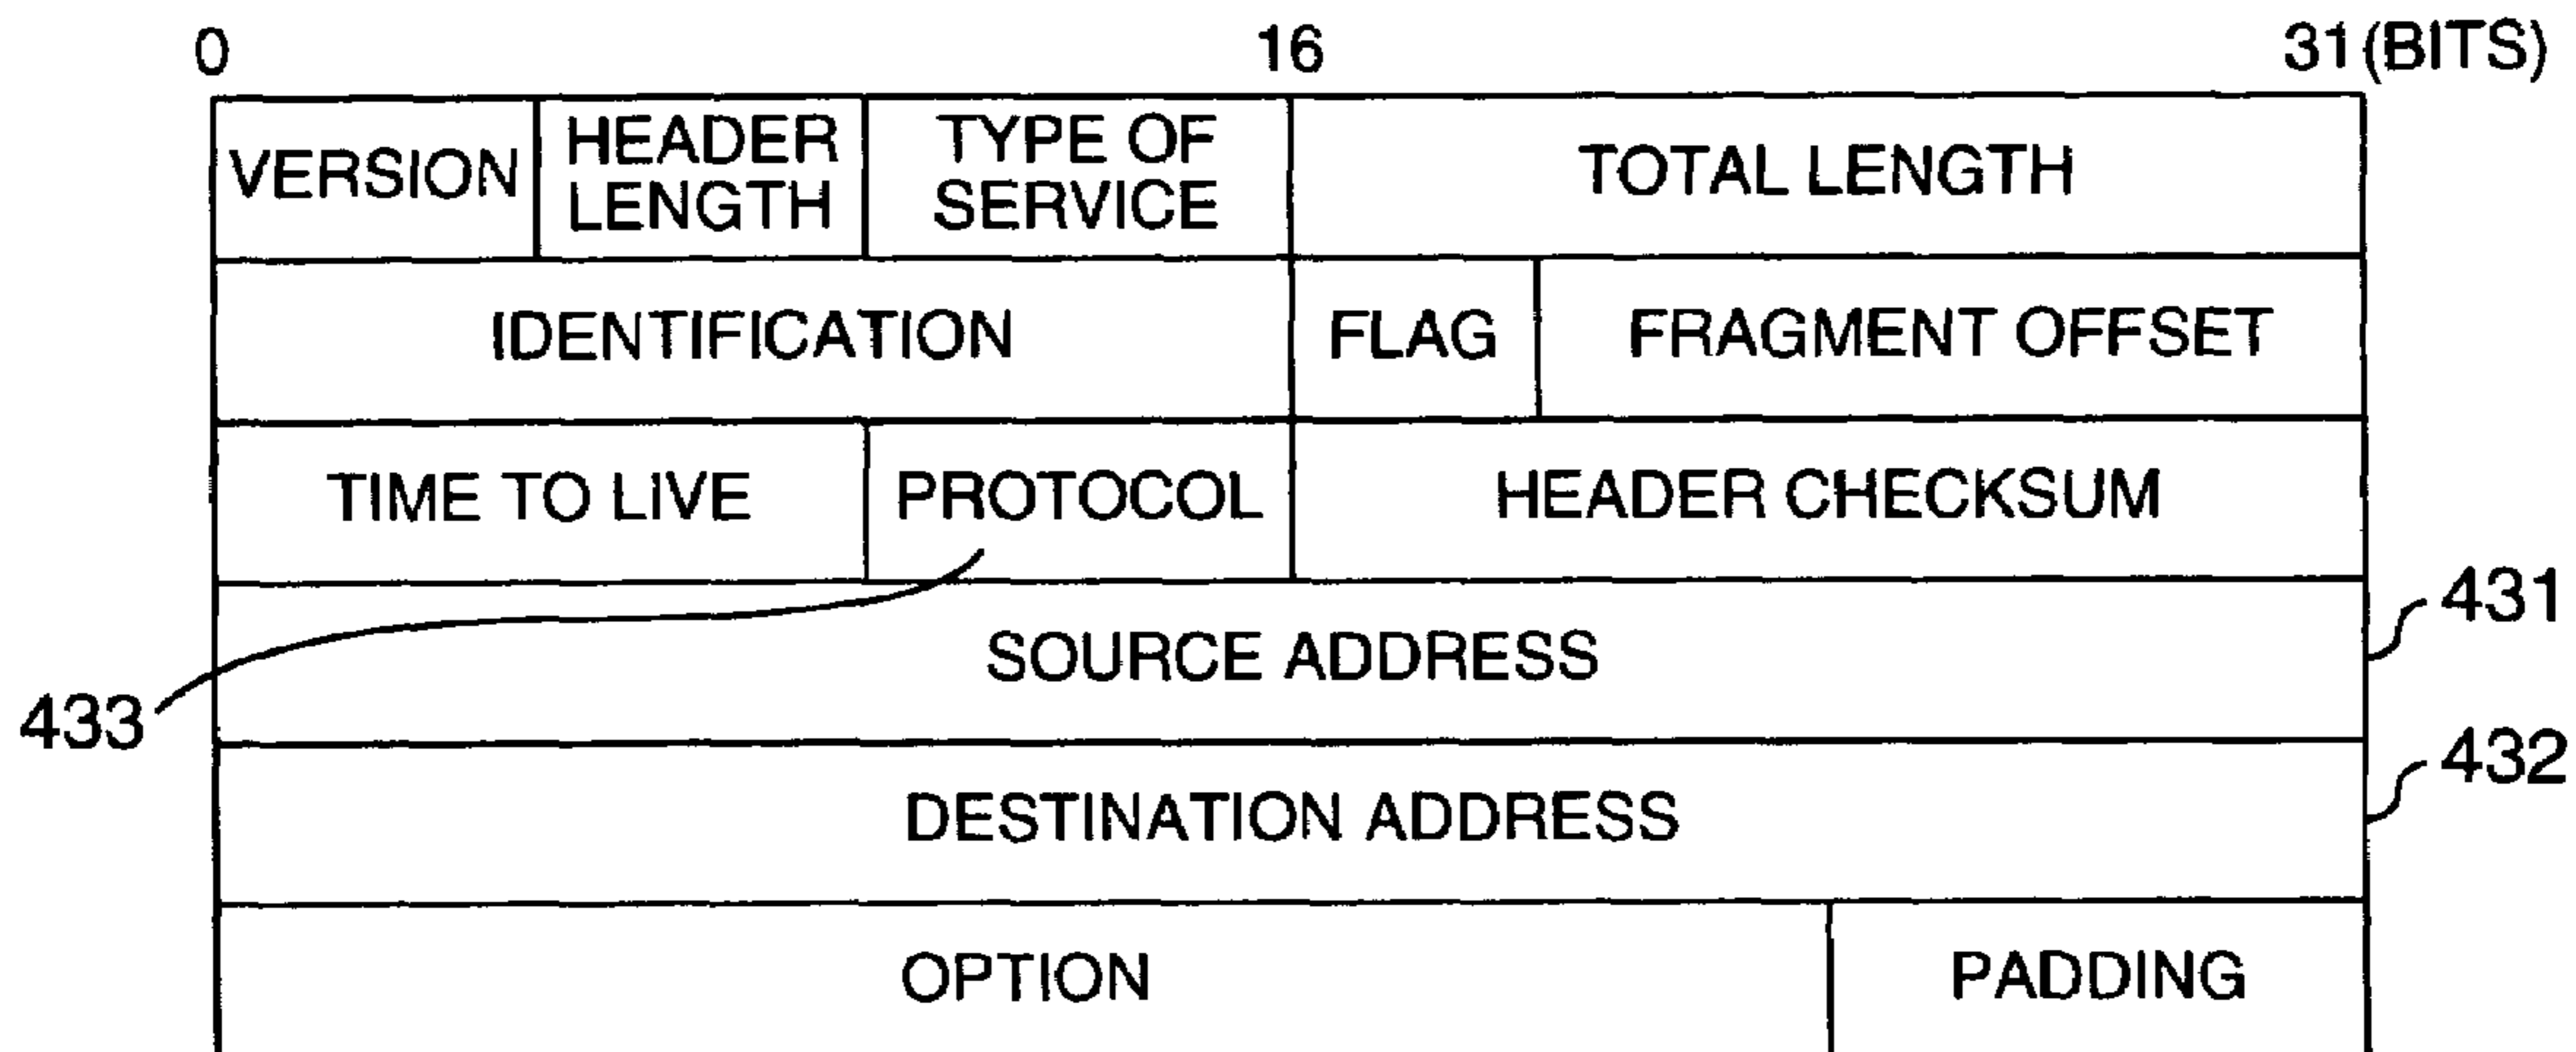 0 16 31 (BITS)
VERSION
HEADER
LENGTH
TYPE OF
SERVICE
TOTAL LENGTH
IDENTIFICATION
FLAG
FRAGMENT OFFSET
TIME TO LIVE
PROTOCOL
HEADER CHECKSUM
431
SOURCE ADDRESS
433
432
DESTINATION ADDRESS
OPTION
PADDING